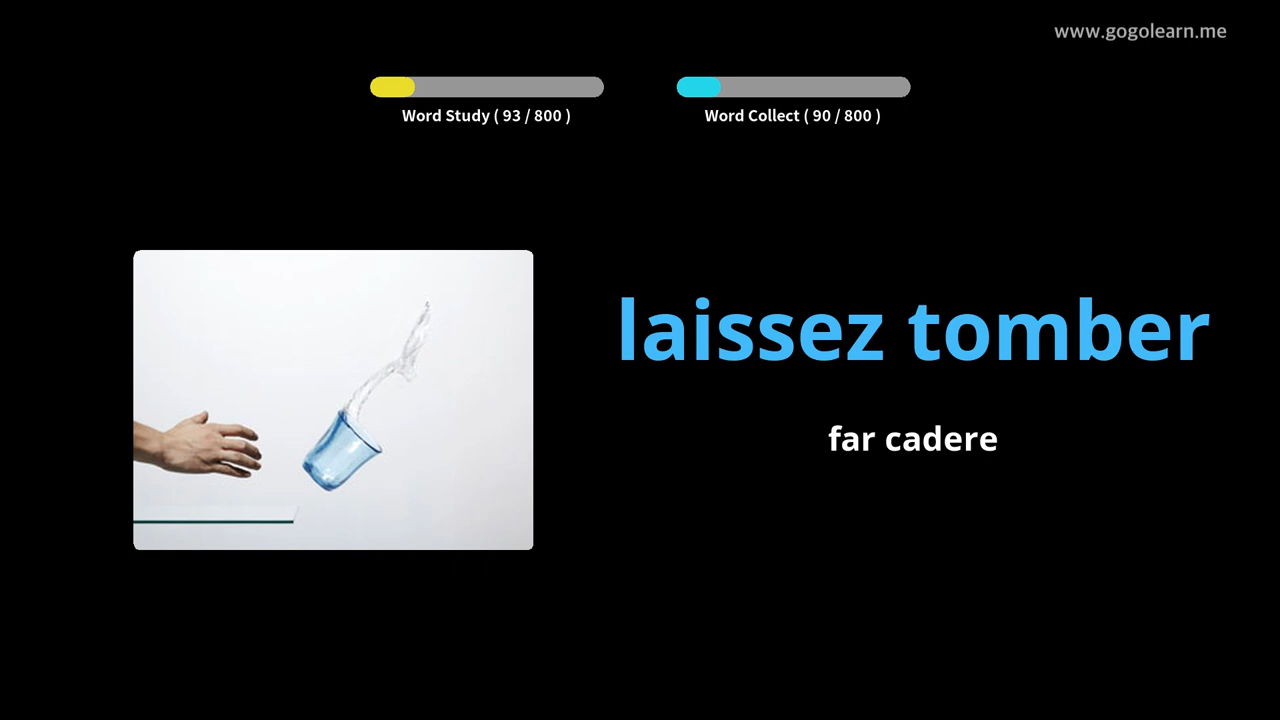 www.gogolearn.me
Word Study ( 93 / 800 )
Word Collect ( 90 / 800 )
laissez tomber
far cadere